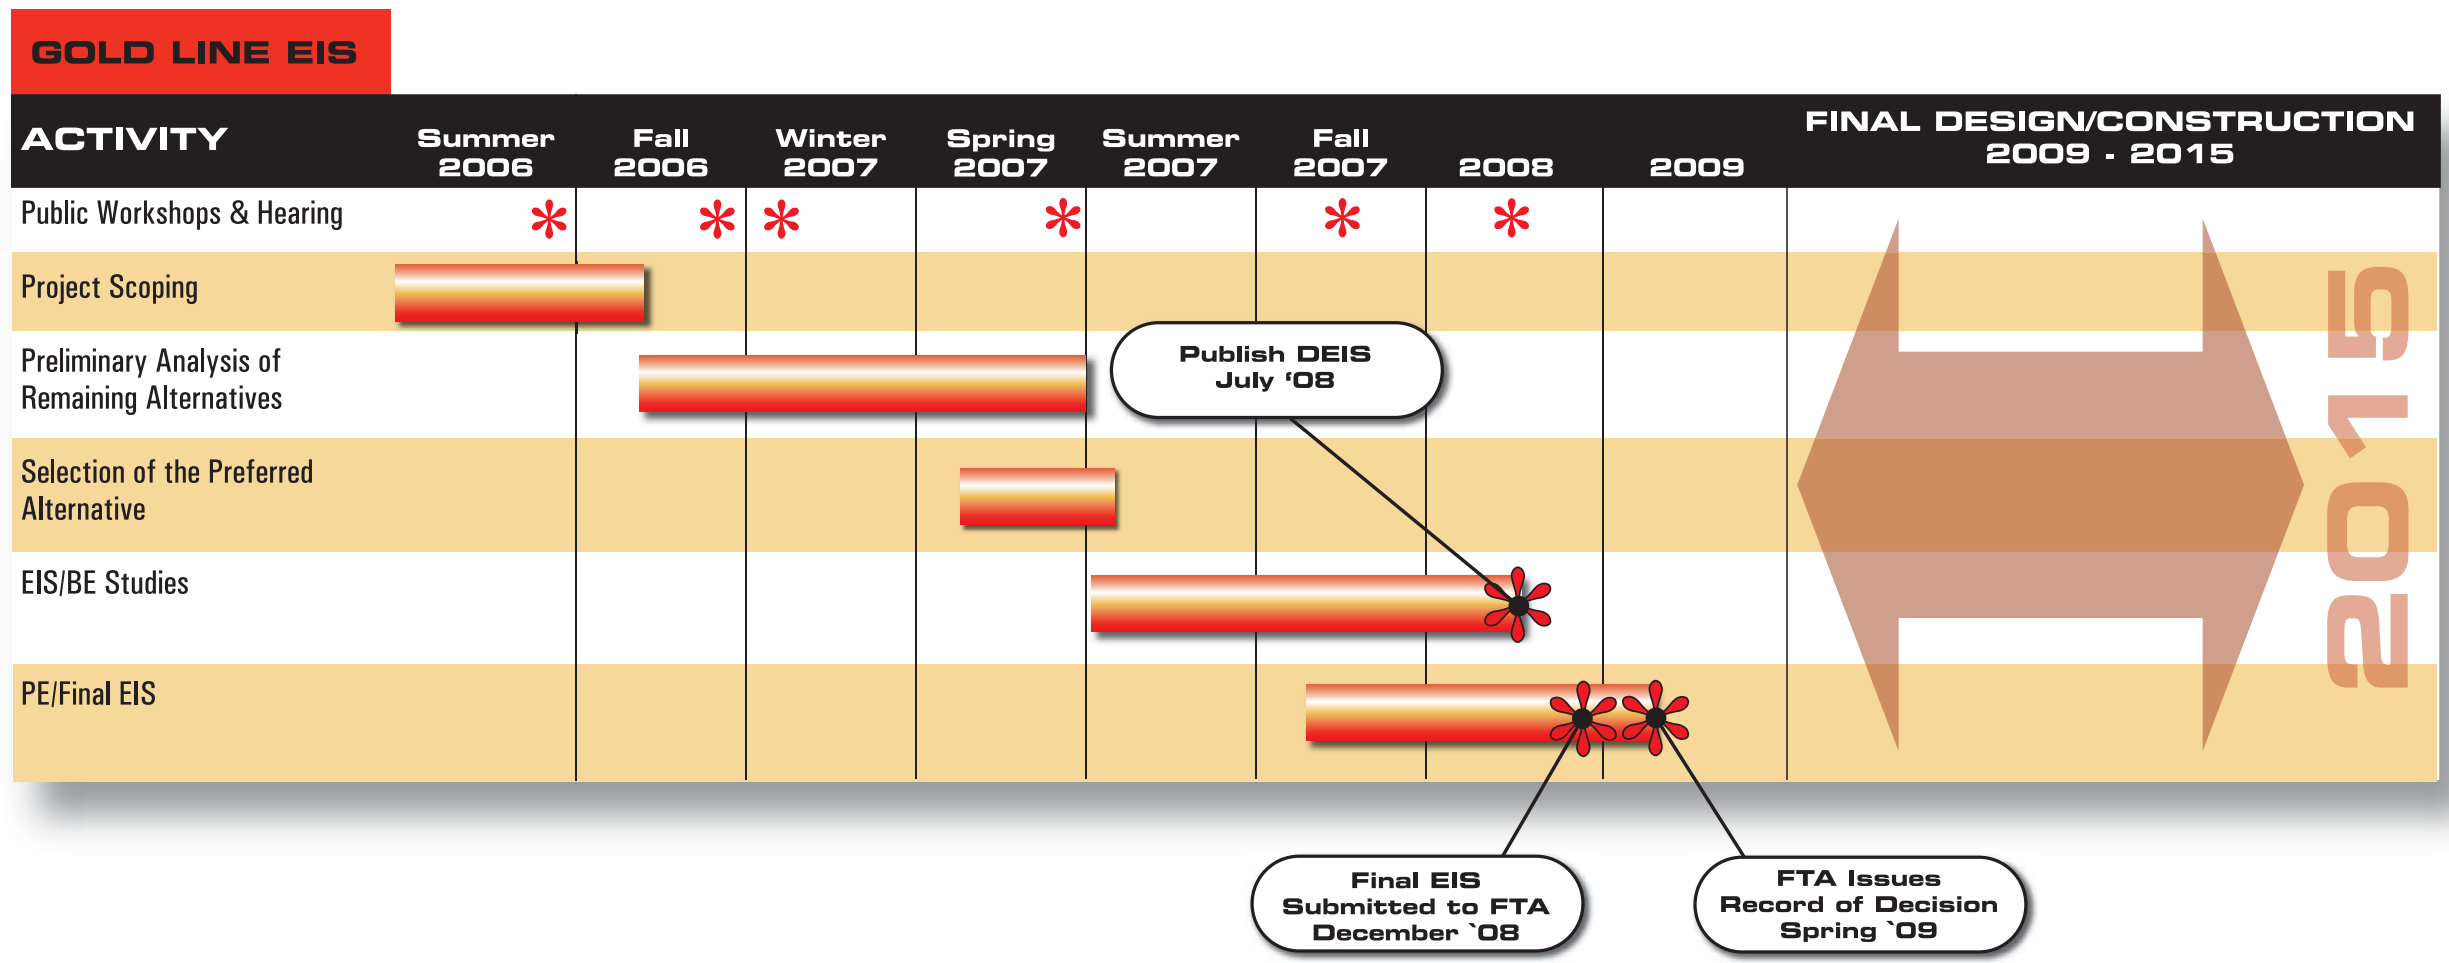 GOLD LINE EIS
ACTIVITY
Summer
2006
Fall
2006
Winter
2007
Spring
2007
Summer
2007
Fall
2007
2008
2009
FINAL DESIGN/CONSTRUCTION
2009 - 2015
Public Workshops & Hearing
* * * * * *
Project Scoping
Preliminary Analysis of
Remaining Alternatives
Publish DEIS
July ‘08
Selection of the Preferred
Alternative
EIS/BE Studies
PE/Final EIS
2015
Final EIS
Submitted to FTA
December `08
FTA Issues
Record of Decision
Spring `09